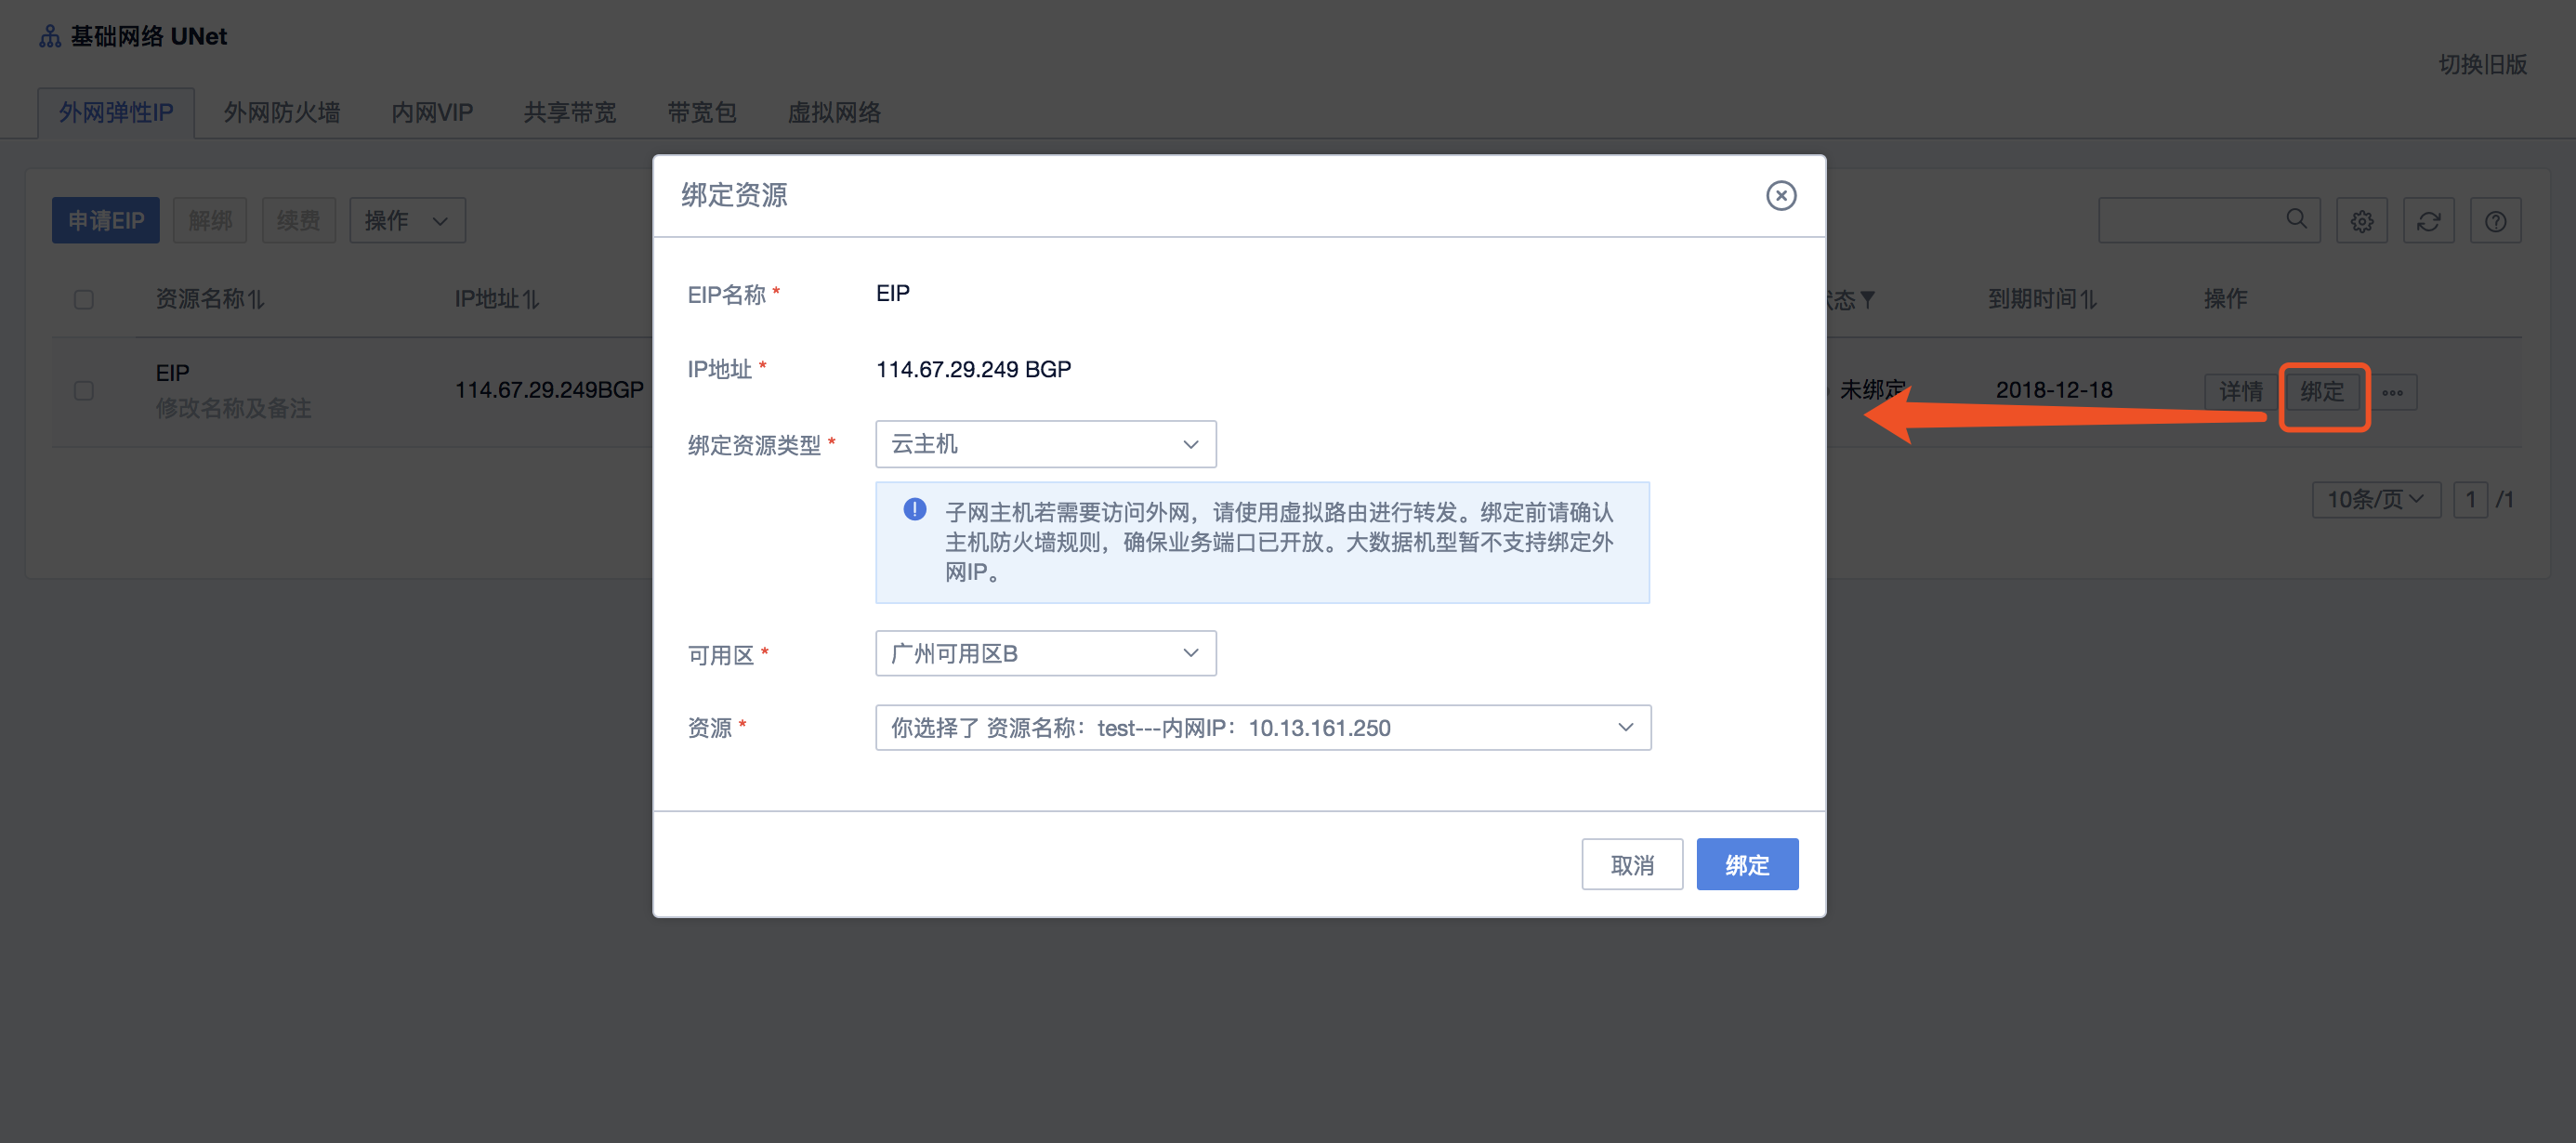 基础网络 UNet
切换旧版
外网弹性IP 外网防火墙 内网VIP 共享带宽 带宽包 虚拟网络
申请EIP 解绑 续费 操作
资源名称 IP地址 状态 到期时间 操作
EIP
修改名称及备注
114.67.29.249BGP 未绑定 2018-12-18 详情 绑定
10条/页 1 /1
绑定资源
EIP名称 * EIP
IP地址 * 114.67.29.249 BGP
绑定资源类型 * 云主机
子网主机若需要访问外网，请使用虚拟路由进行转发。绑定前请确认
主机防火墙规则，确保业务端口已开放。大数据机型暂不支持绑定外
网IP。
可用区 * 广州可用区B
资源 * 你选择了 资源名称：test---内网IP：10.13.161.250
取消 绑定